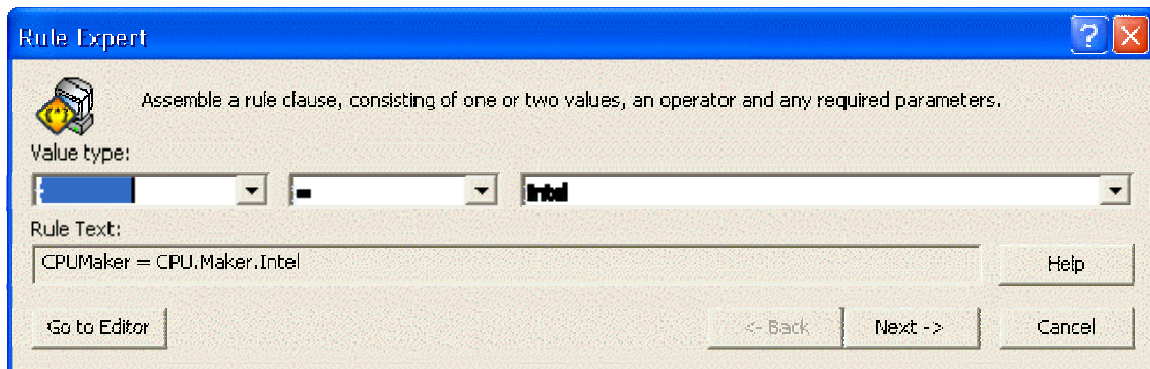 Rule Expert
Assemble a rule clause, consisting of one or two values, an operator and any required parameters.
Value type:
= Intel
Rule Text:
CPUMaker = CPU.Maker.Intel
Help
Go to Editor <- Back Next -> Cancel